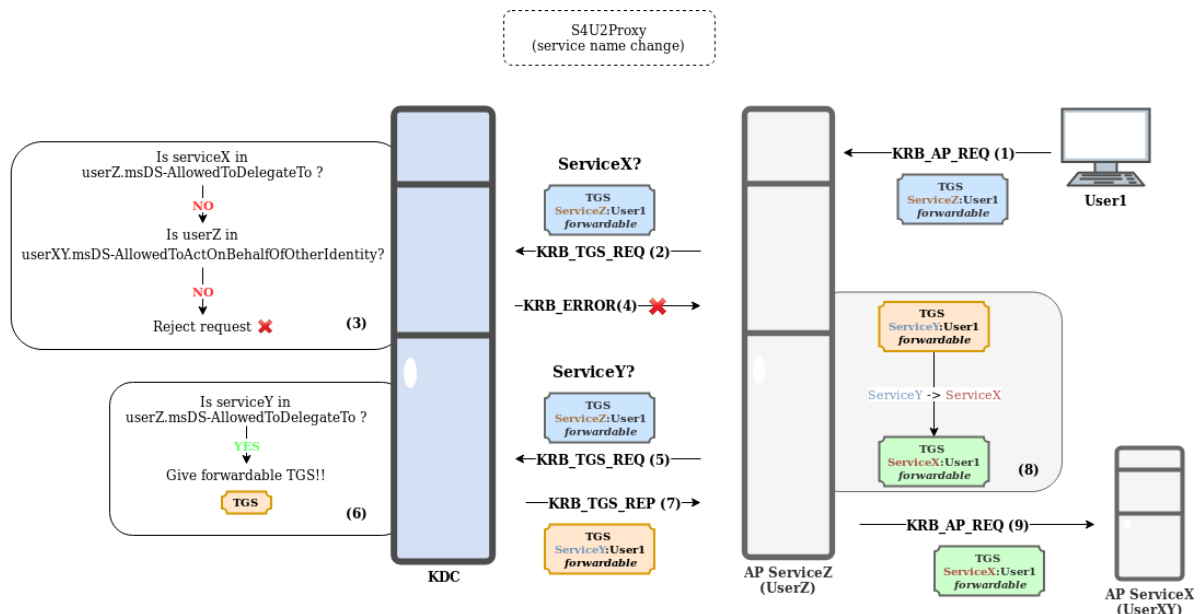 S4U2Proxy
(service name change)
Is serviceX in
userZ.msDS-AllowedToDelegateTo ?
NO
Is userZ in
userXY.msDS-AllowedToActOnBehalfOfOtherIdentity?
NO
Reject request
(3)
Is serviceY in
userZ.msDS-AllowedToDelegateTo ?
YES
Give forwardable TGS!!
TGS
(6)
KDC
ServiceX?
TGS
ServiceZ:User1
forwardable
KRB_TGS_REQ (2)
KRB_ERROR(4)
ServiceY?
TGS
ServiceZ:User1
forwardable
KRB_TGS_REQ (5)
KRB_TGS_REP (7)
TGS
ServiceY:User1
forwardable
AP ServiceZ
(UserZ)
KRB_AP_REQ (1)
TGS
ServiceZ:User1
forwardable
User1
TGS
ServiceY:User1
forwardable
ServiceY -> ServiceX
TGS
ServiceX:User1
forwardable
(8)
KRB_AP_REQ (9)
TGS
ServiceX:User1
forwardable
AP ServiceX
(UserXY)